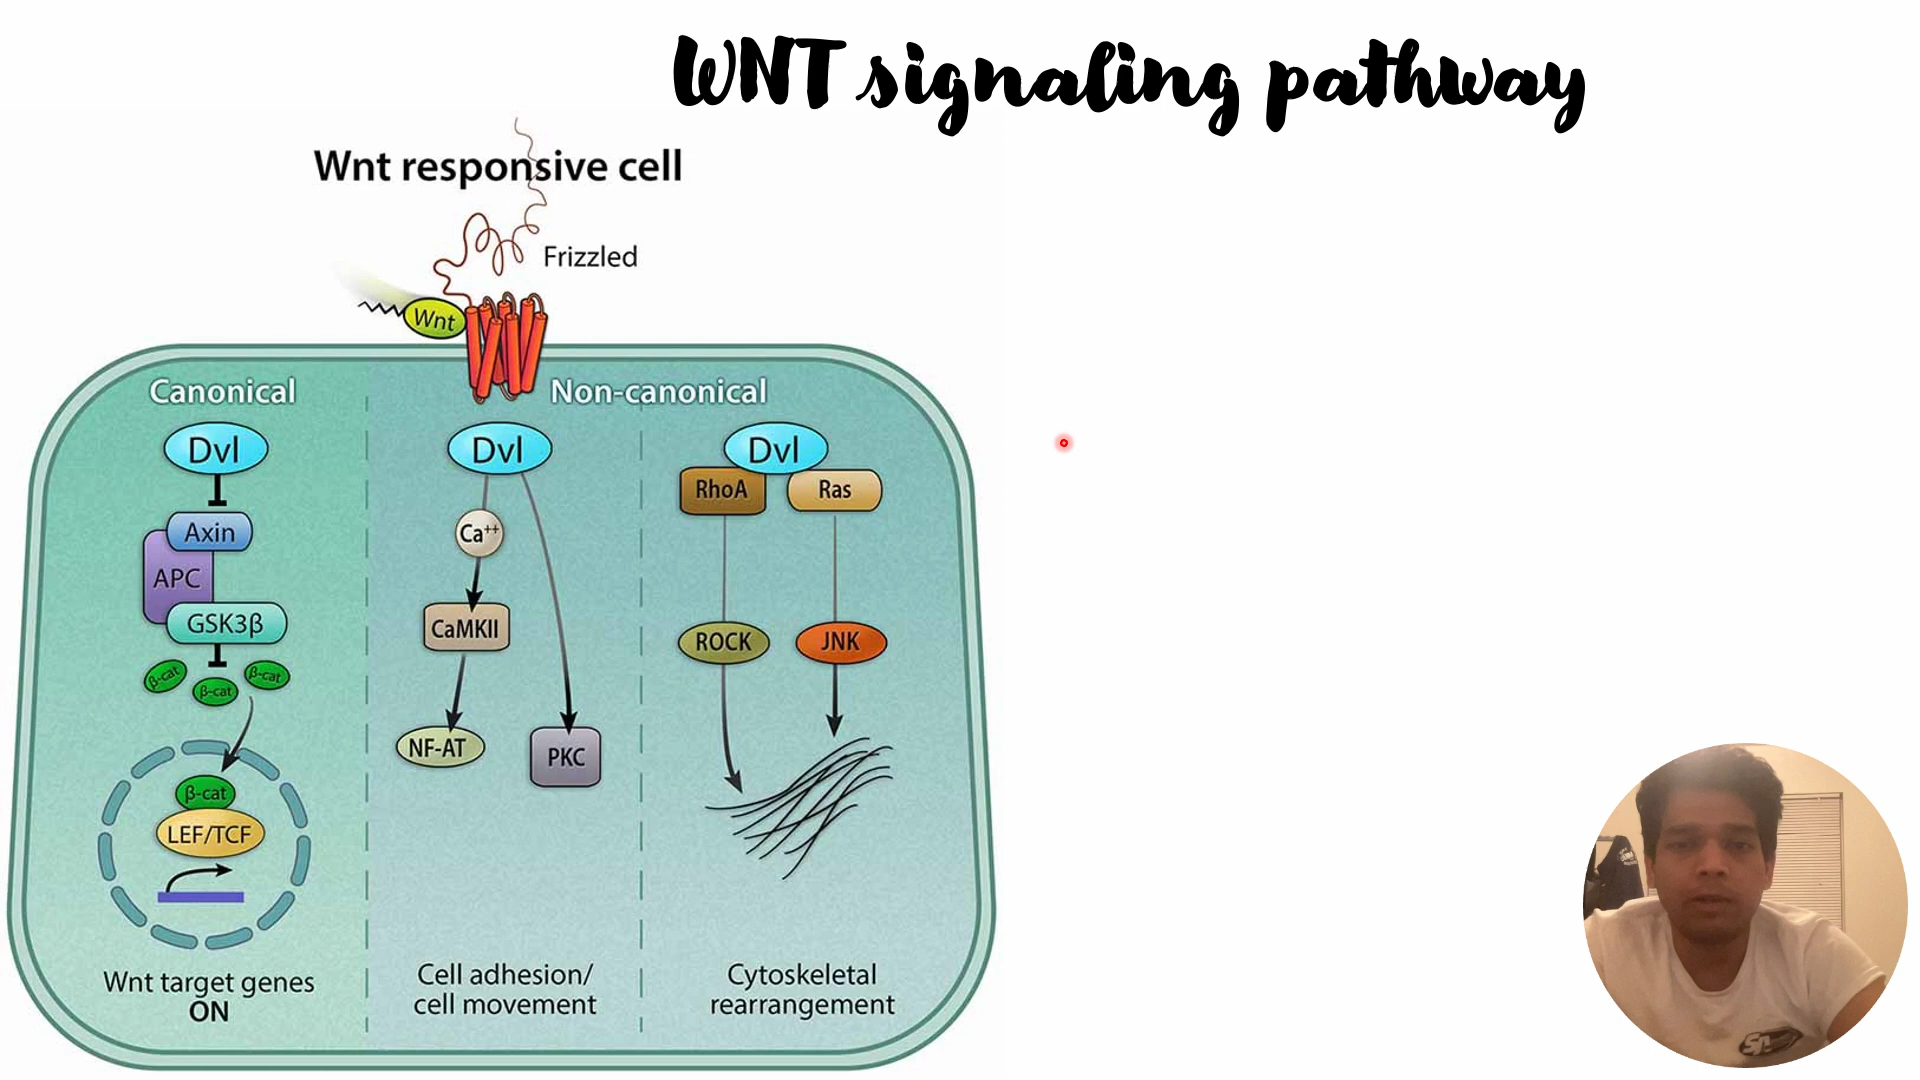 WNT signaling pathway
Wnt responsive cell
Frizzled
Wnt
Canonical
Non-canonical
Dvl
Axin
APC
GSK3β
β-cat
β-cat
β-cat
β-cat
LEF/TCF
Wnt target genes
ON
Dvl
Ca++
CaMKII
NF-AT
PKC
Cell adhesion/
cell movement
Dvl
RhoA
Ras
ROCK
JNK
Cytoskeletal
rearrangement